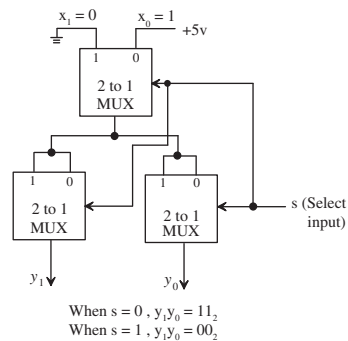 x₁ = 0 x₀ = 1
+5v
1 0
2 to 1
MUX
1 0
2 to 1
MUX
1 0
2 to 1
MUX
s (Select
input)
y₁
y₀
When s = 0 , y₁y₀ = 11₂
When s = 1 , y₁y₀ = 00₂